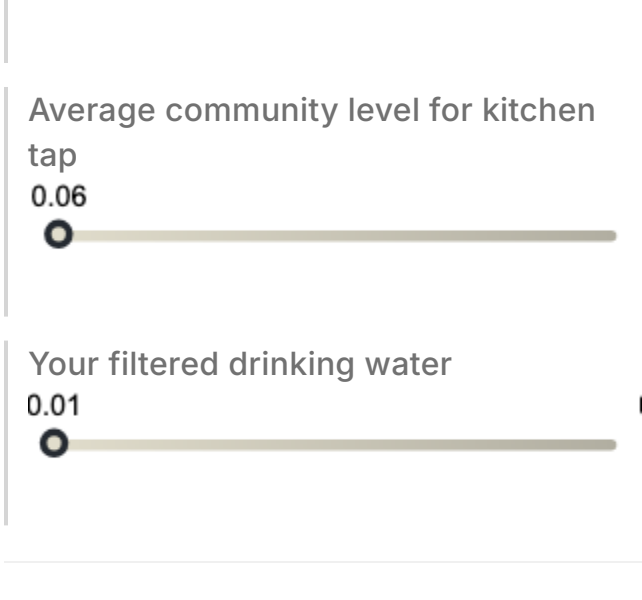 Average community level for kitchen
tap
0.06
Your filtered drinking water
0.01